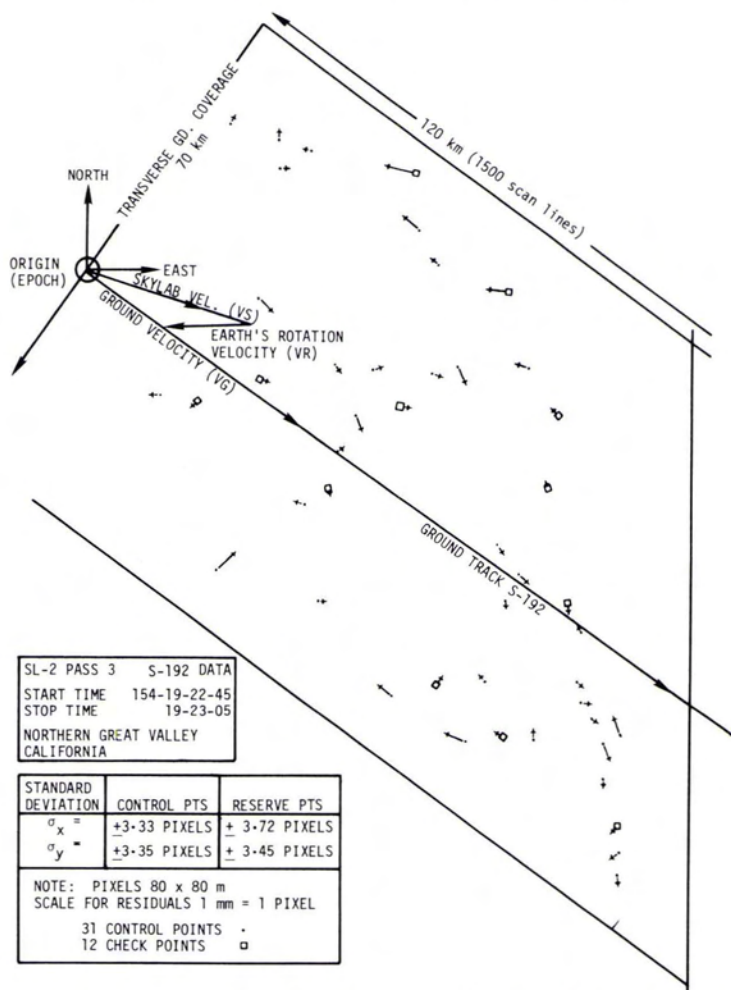 TRANSVERSE GD. COVERAGE
70 km
120 km (1500 scan lines)
NORTH
ORIGIN
(EPOCH)
EAST
SKYLAB VEL. (VS)
GROUND VELOCITY (VG)
EARTH'S ROTATION
VELOCITY (VR)
GROUND TRACK S-192
SL-2 PASS 3 S-192 DATA
START TIME 154-19-22-45
STOP TIME 19-23-05
NORTHERN GREAT VALLEY
CALIFORNIA
STANDARD
DEVIATION CONTROL PTS RESERVE PTS
σx = ±3·33 PIXELS ± 3·72 PIXELS
σy = ±3·35 PIXELS ± 3·45 PIXELS
NOTE: PIXELS 80 x 80 m
SCALE FOR RESIDUALS 1 mm = 1 PIXEL
31 CONTROL POINTS ·
12 CHECK POINTS □